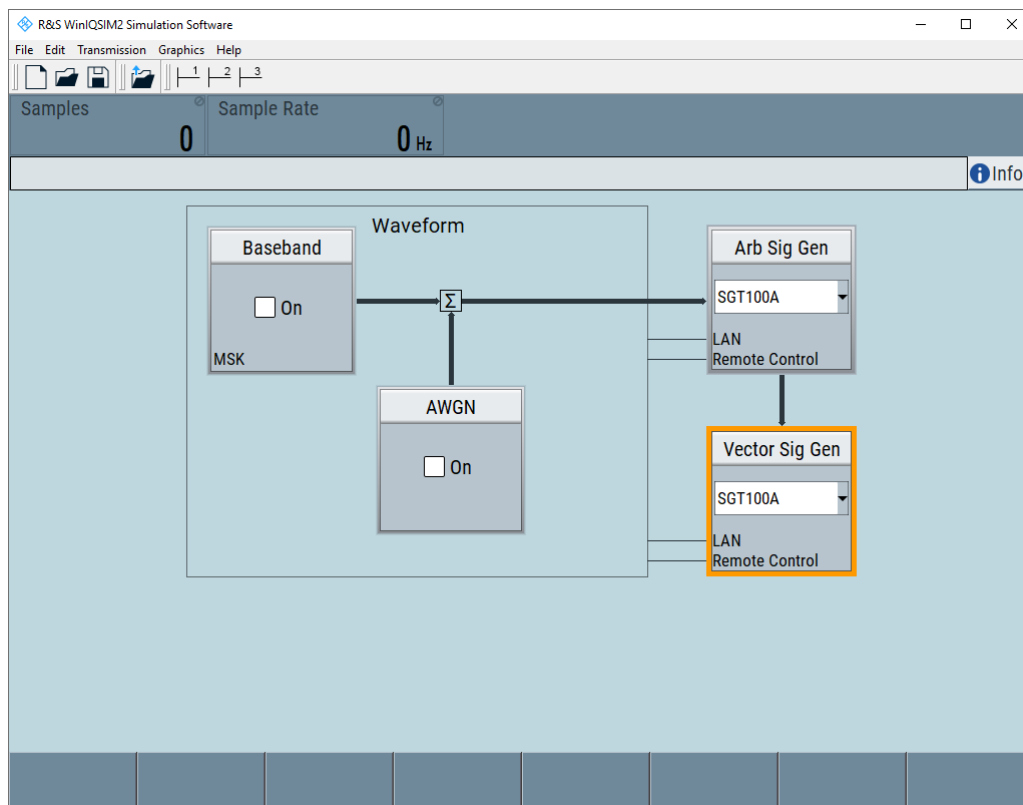 R&S WinIQSIM2 Simulation Software
File Edit Transmission Graphics Help
1 2 3
Samples Sample Rate
0 0 Hz
Info
Waveform
Baseband
On
MSK
Σ
AWGN
On
Arb Sig Gen
SGT100A
LAN
Remote Control
Vector Sig Gen
SGT100A
LAN
Remote Control